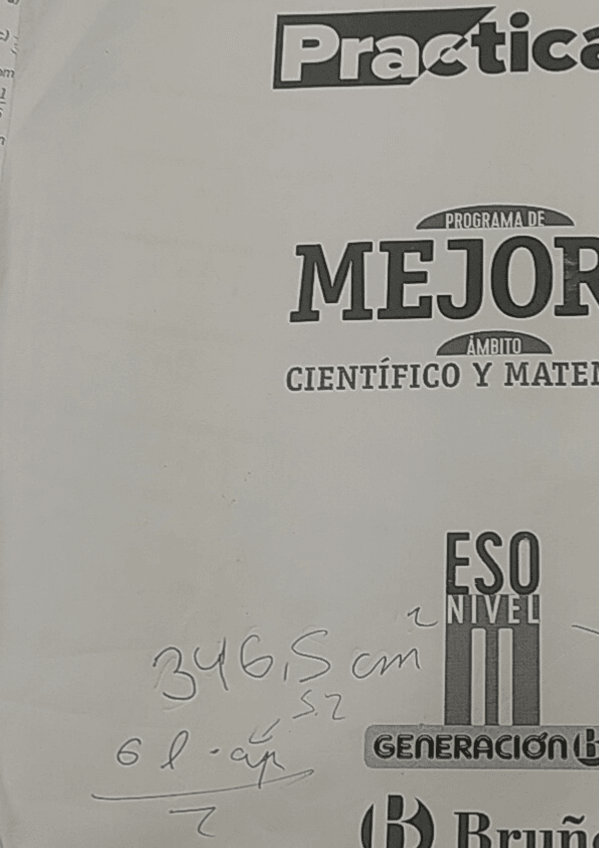 Practica
PROGRAMA DE
MEJOR
ÁMBITO
CIENTÍFICO Y MATE
ESO
NIVEL
III
346,5 cm²
5.2
6 l · ap
2
GENERACIÓN B
B Bruñ